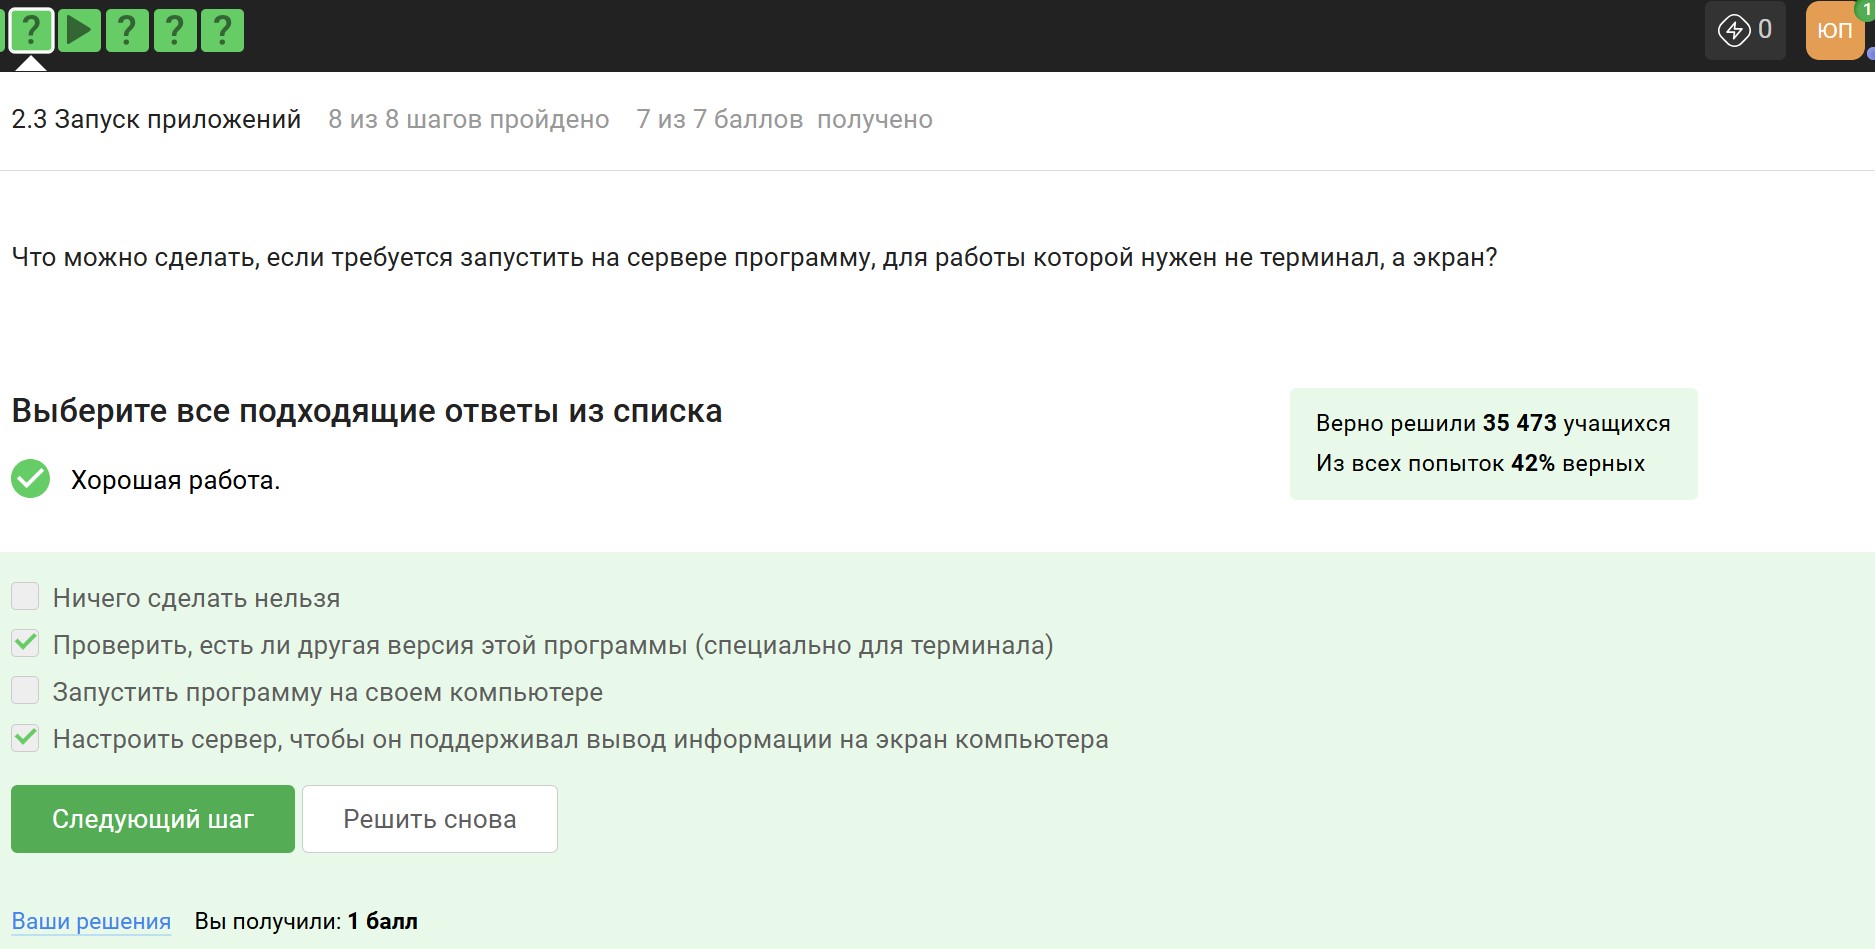 0
ЮП
1
2.3 Запуск приложений 8 из 8 шагов пройдено 7 из 7 баллов получено
Что можно сделать, если требуется запустить на сервере программу, для работы которой нужен не терминал, а экран?
Выберите все подходящие ответы из списка
Верно решили 35 473 учащихся
Из всех попыток 42% верных
Хорошая работа.
Ничего сделать нельзя
Проверить, есть ли другая версия этой программы (специально для терминала)
Запустить программу на своем компьютере
Настроить сервер, чтобы он поддерживал вывод информации на экран компьютера
Следующий шаг
Решить снова
Ваши решения Вы получили: 1 балл